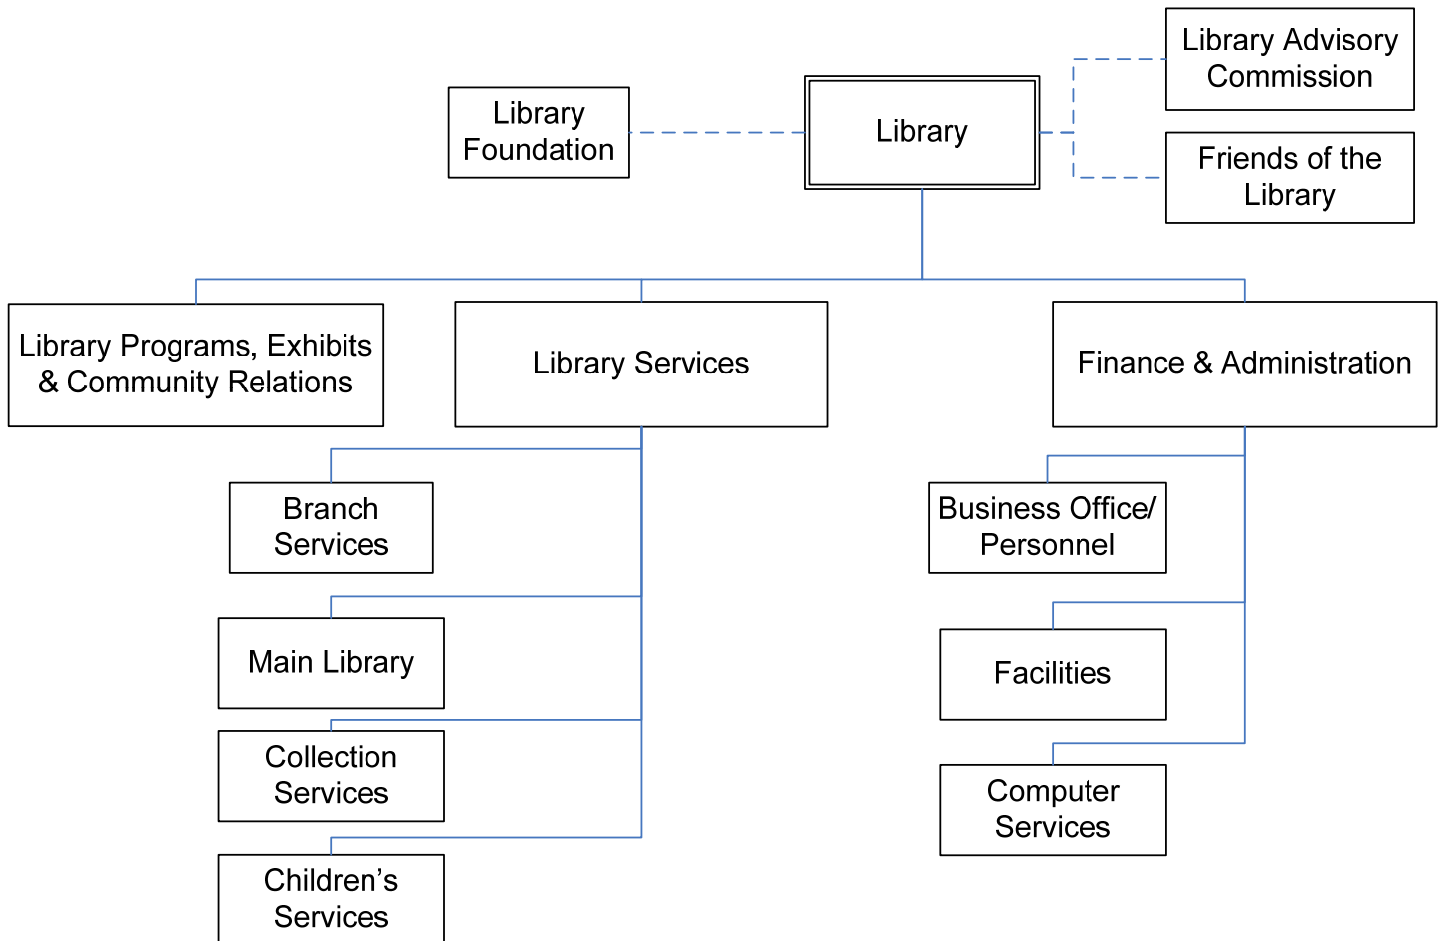 Library Advisory
Commission
Library
Foundation
Library
Friends of the
Library
Library Programs, Exhibits
& Community Relations
Library Services
Finance & Administration
Branch
Services
Business Office/
Personnel
Main Library
Facilities
Collection
Services
Computer
Services
Children’s
Services